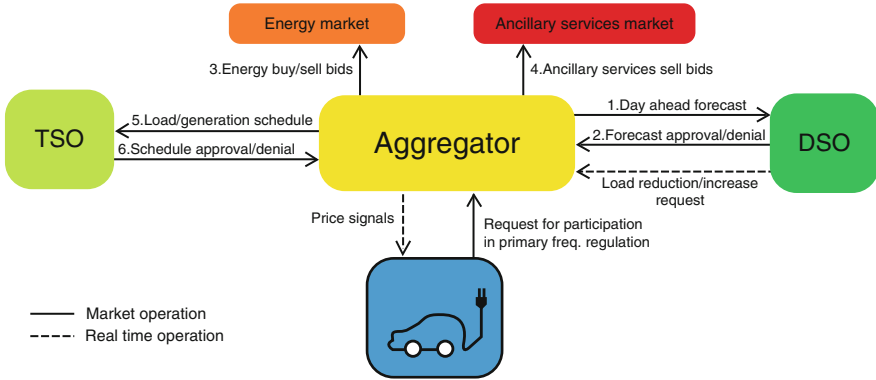 Energy market
Ancillary services market
3.Energy buy/sell bids
4.Ancillary services sell bids
TSO
5.Load/generation schedule
6.Schedule approval/denial
Aggregator
1.Day ahead forecast
2.Forecast approval/denial
DSO
Load reduction/increase
request
Price signals
Request for participation
in primary freq. regulation
Market operation
Real time operation